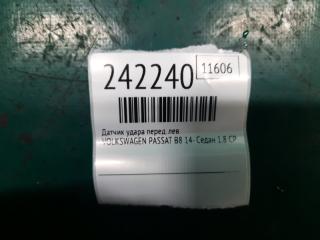 242240 11606
Датчик удара перед лев
VOLKSWAGEN PASSAT B8 14- Седан 1.8 CP